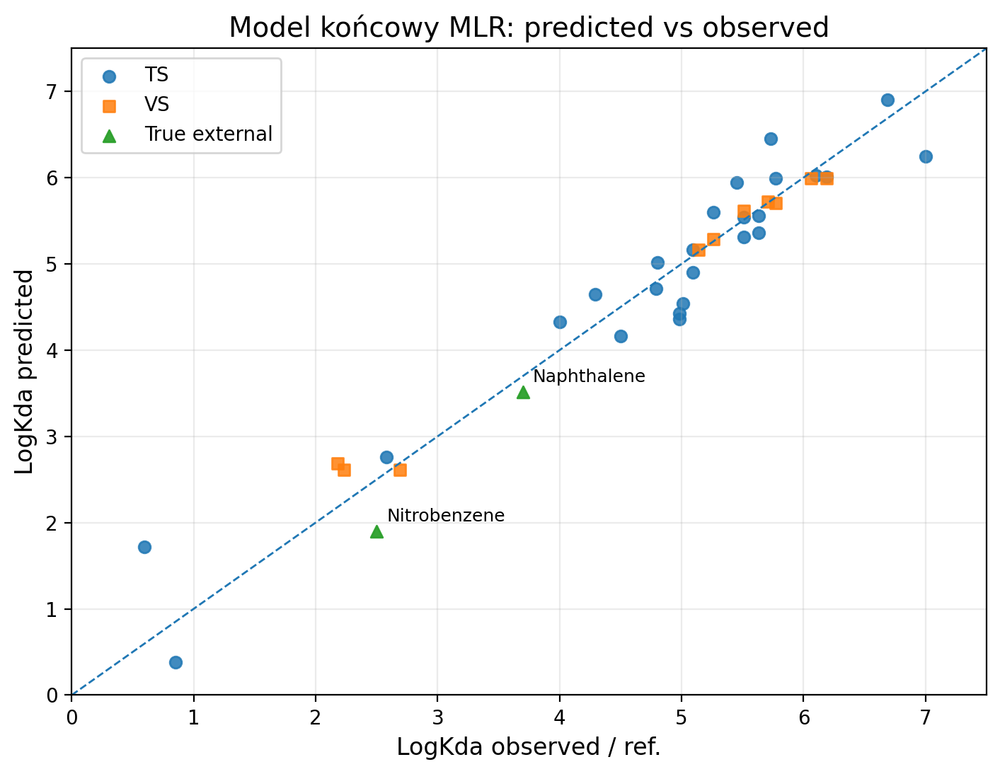 Model końcowy MLR: predicted vs observed
TS
VS
True external
7
6
5
4
3
2
1
0
LogKda predicted
Naphthalene
Nitrobenzene
0 1 2 3 4 5 6 7
LogKda observed / ref.